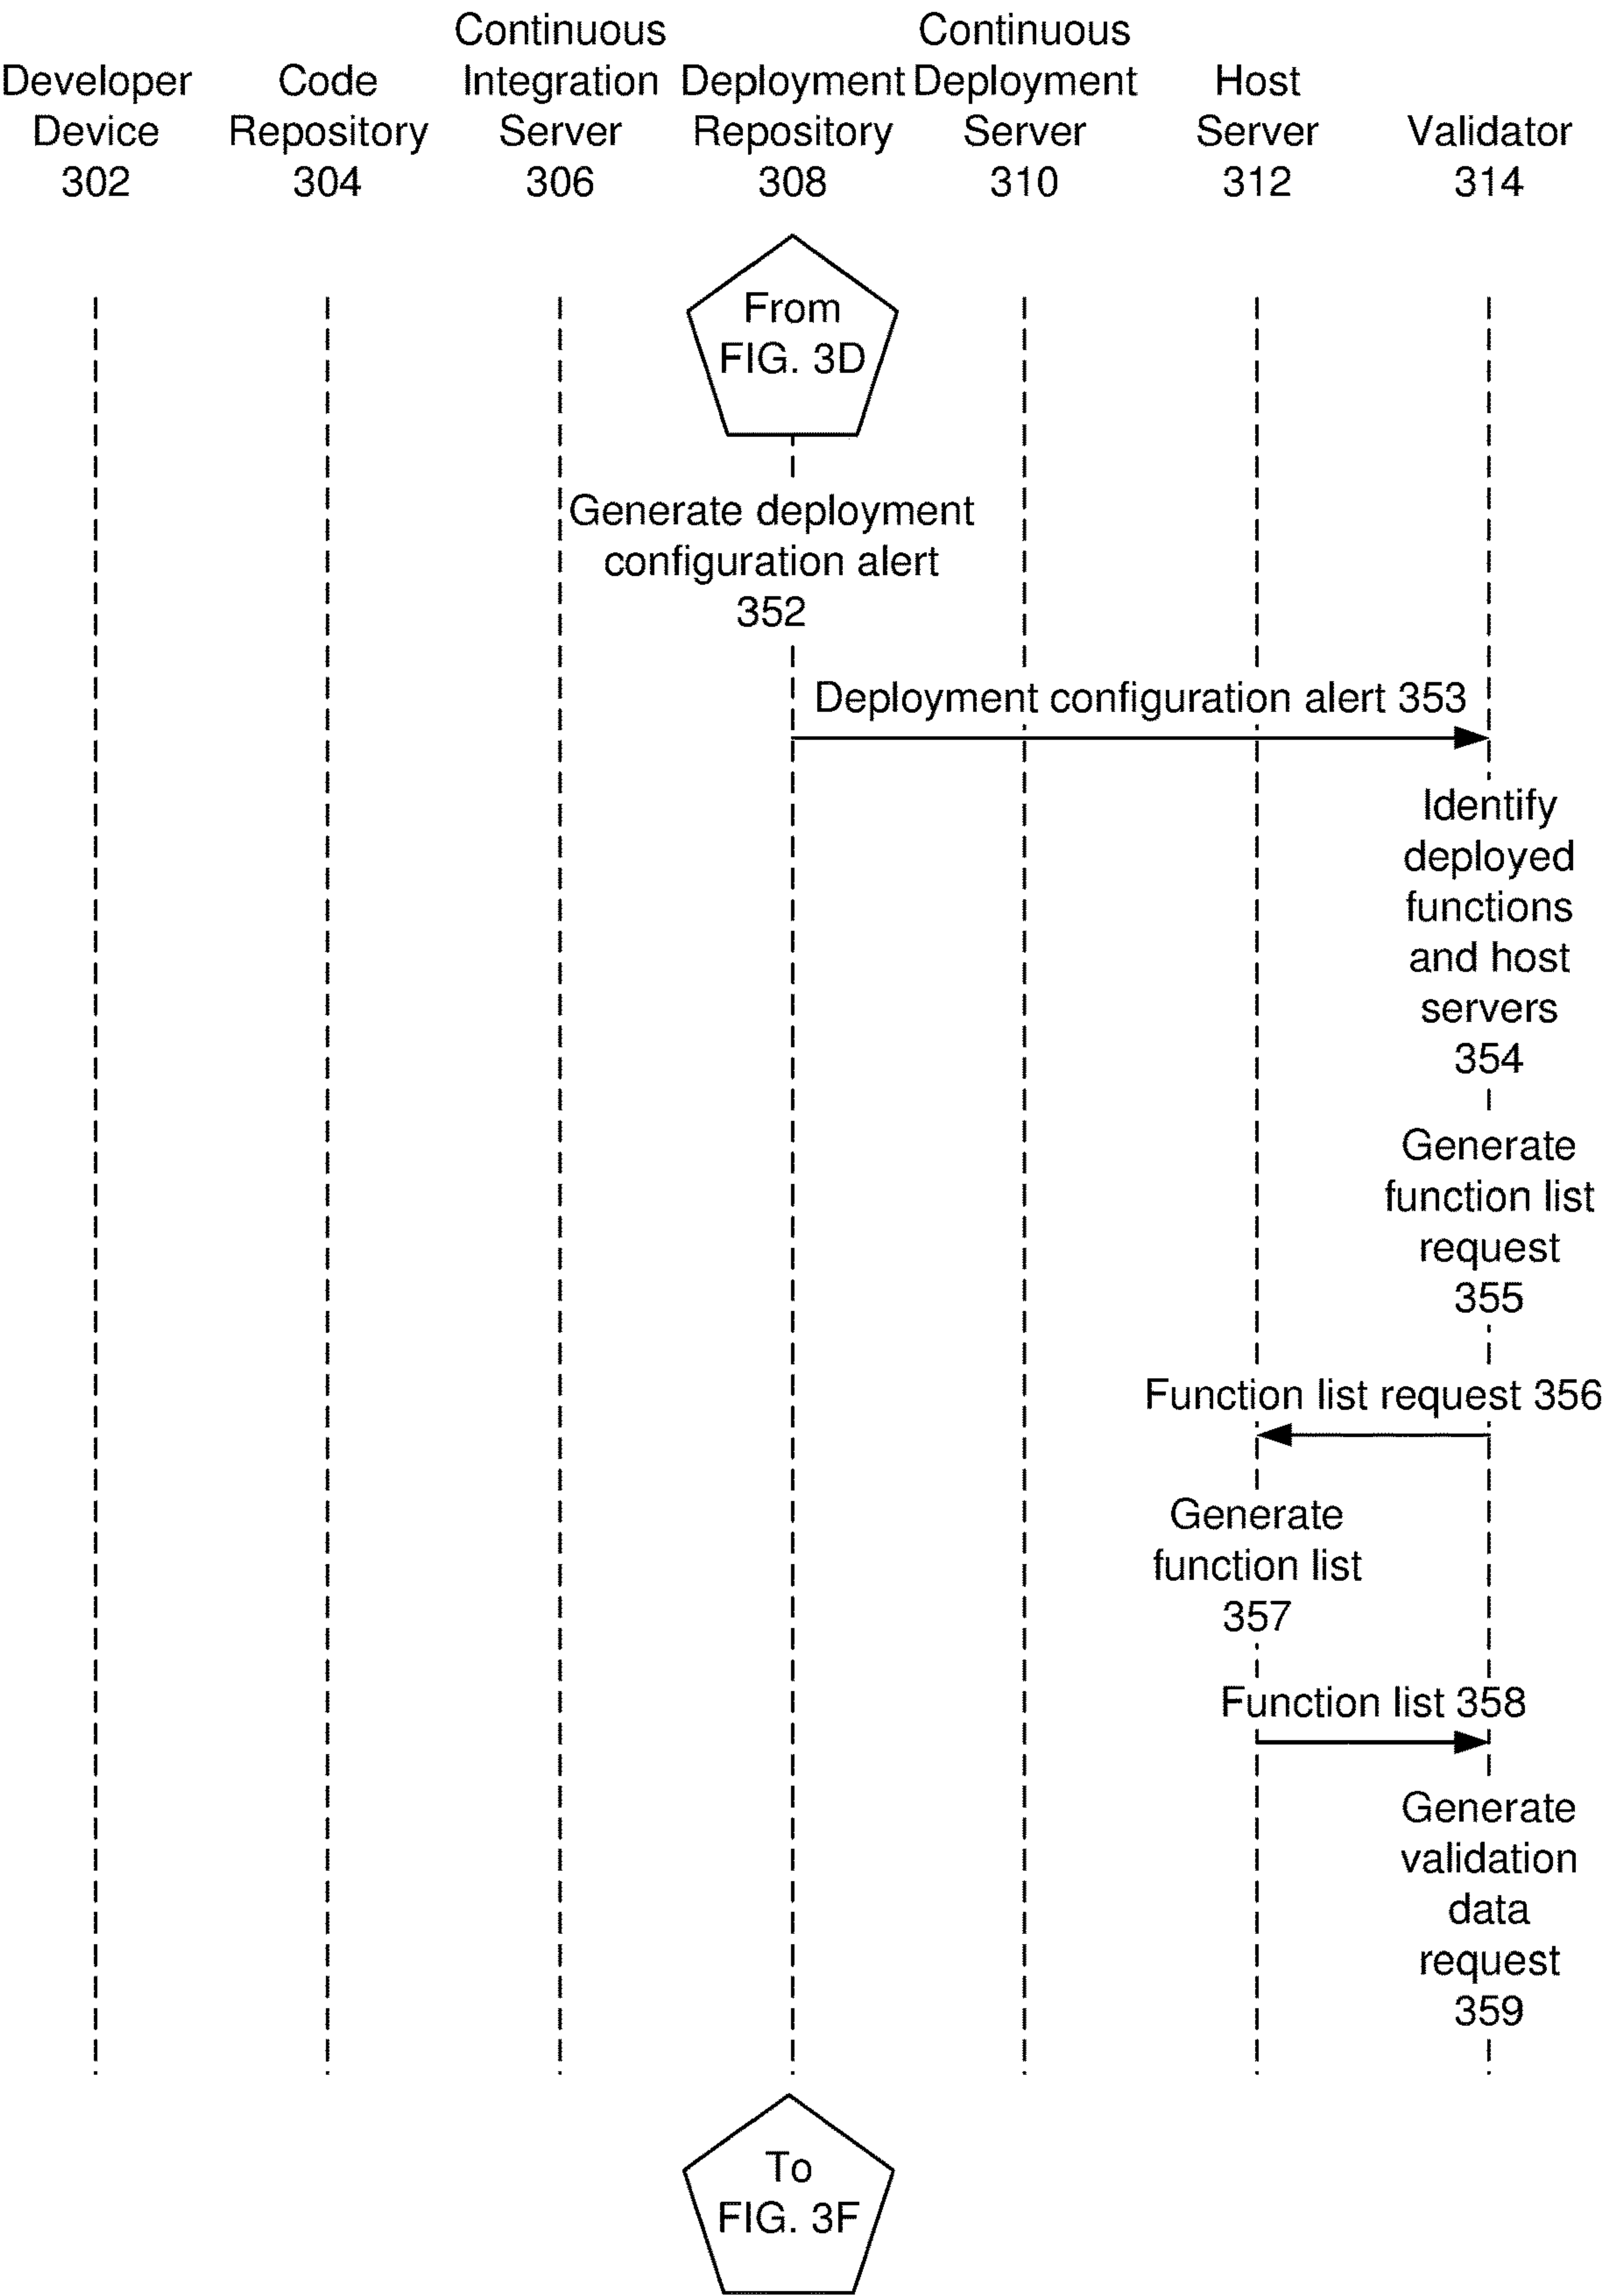 Developer
Device
302
Code
Repository
304
Continuous
Integration
Server
306
Deployment
Repository
308
Continuous
Deployment
Server
310
Host
Server
312
Validator
314
From
FIG. 3D
Generate deployment
configuration alert
352
Deployment configuration alert 353
Identify
deployed
functions
and host
servers
354
Generate
function list
request
355
Function list request 356
Generate
function list
357
Function list 358
Generate
validation
data
request
359
To
FIG. 3F